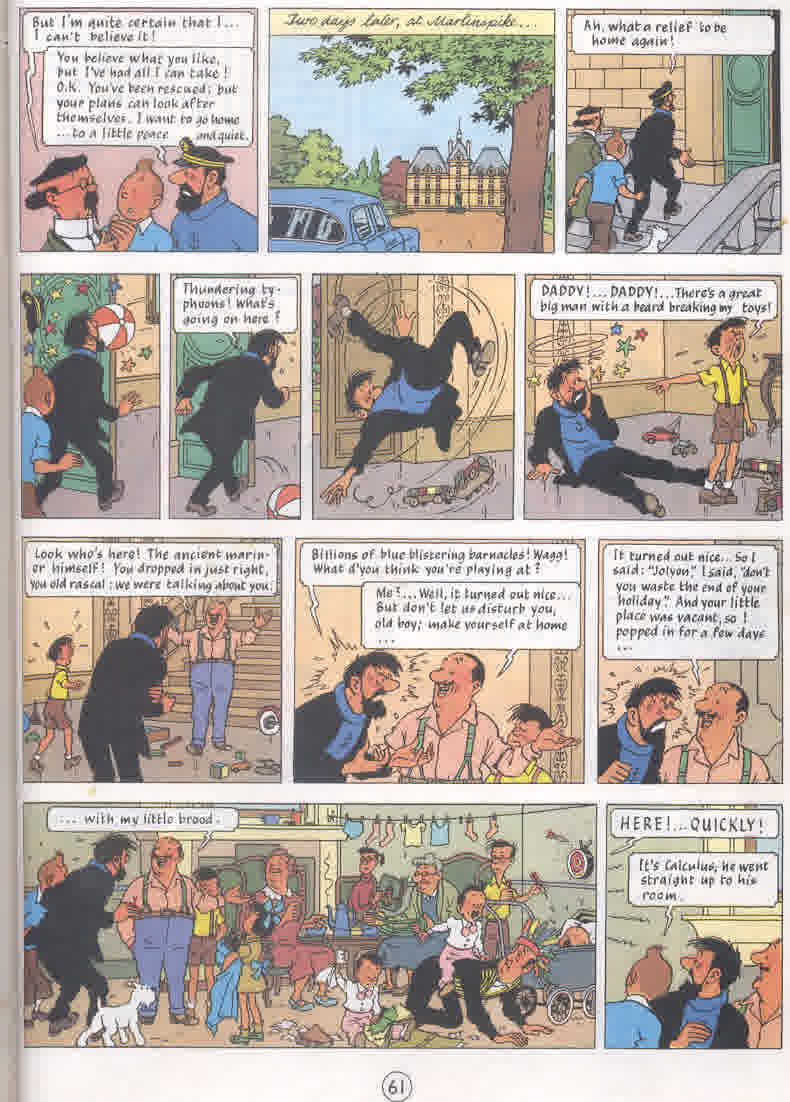 But I'm quite certain that I...
I can't believe it!
You believe what you like,
but I've had all I can take!
O.K. You've been rescued; but
your plans can look after
themselves. I want to go home
...to a little peace and quiet.
Two days later, at Marlinspike...
Ah, what a relief to be
home again!
Thundering ty-
phoons! What's
going on here?
DADDY!... DADDY!...There's a great
big man with a beard breaking my toys!
Look who's here! The ancient marin-
er himself! You dropped in just right,
you old rascal: we were talking about you.
Billions of blue blistering barnacles! Wagg!
What d'you think you're playing at?
Me?...Well, it turned out nice...
But don't let us disturb you,
old boy; make yourself at home
...
It turned out nice... So I
said: "Jolyon," I said, "don't
you waste the end of your
holiday." And your little
place was vacant, so I
popped in for a few days
...
... with my little brood.
HERE!...QUICKLY!
It's Calculus; he went
straight up to his
room.
61